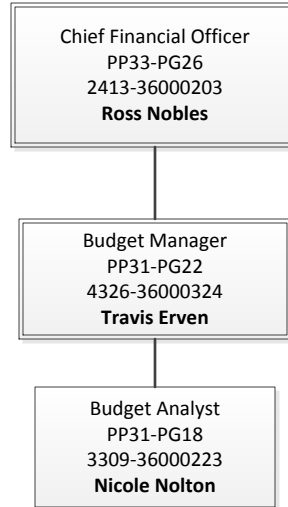 Chief Financial Officer
PP33-PG26
2413-36000203
Ross Nobles
Budget Manager
PP31-PG22
4326-36000324
Travis Erven
Budget Analyst
PP31-PG18
3309-36000223
Nicole Nolton